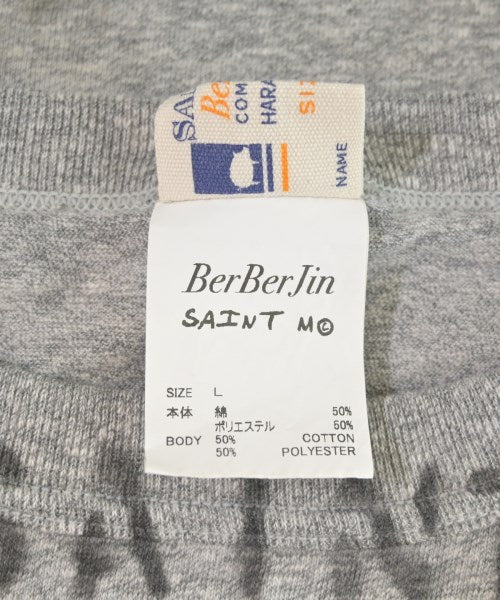 SA
Be
COM
HARA
SIZ
NAME
BerBerJin
SAINT M
SIZE L
本体 綿 50%
ポリエステル 50%
BODY 50% COTTON
50% POLYESTER